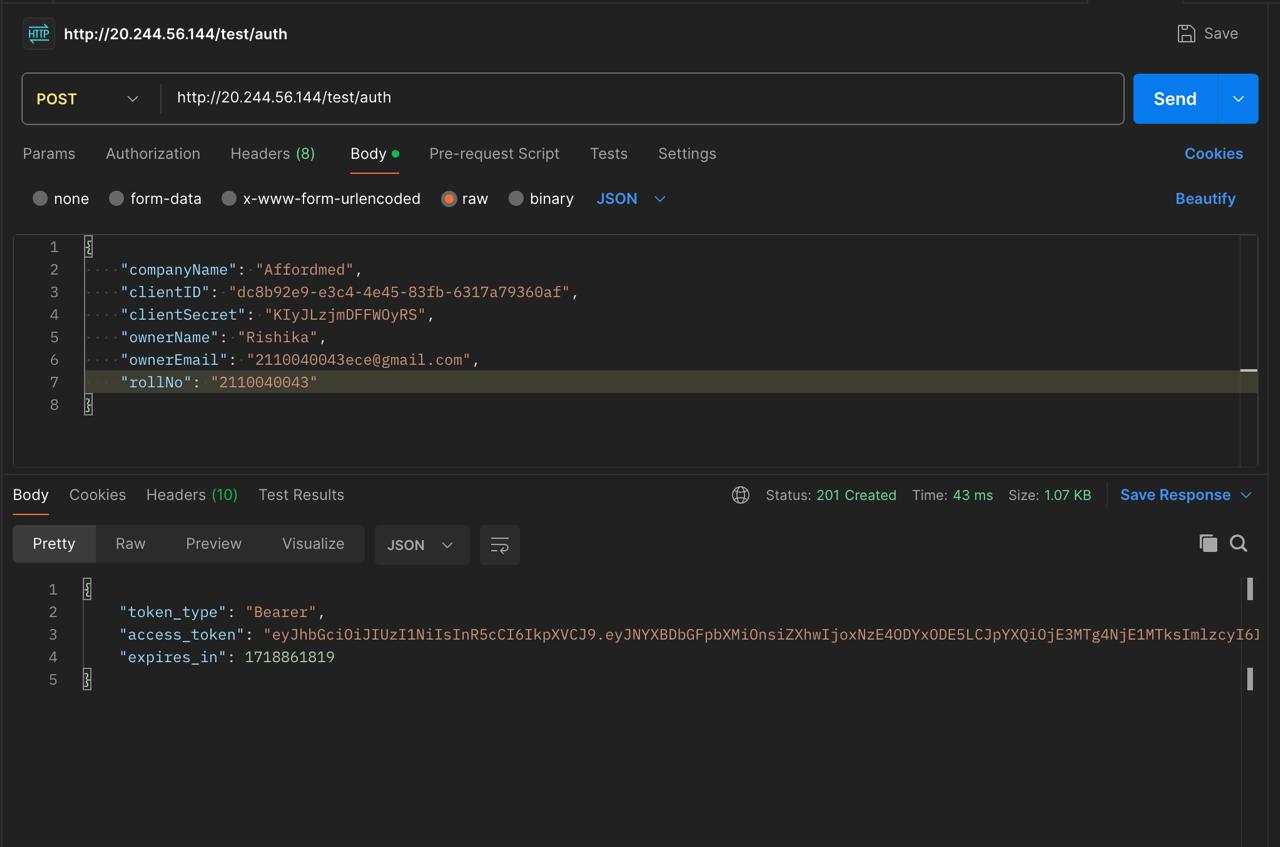 HTTP http://20.244.56.144/test/auth Save
POST http://20.244.56.144/test/auth Send
Params Authorization Headers (8) Body Pre-request Script Tests Settings Cookies
none form-data x-www-form-urlencoded raw binary JSON Beautify
1 {
2 "companyName": "Affordmed",
3 "clientID": "dc8b92e9-e3c4-4e45-83fb-6317a79360af",
4 "clientSecret": "KIyJLzjmDFFWOyRS",
5 "ownerName": "Rishika",
6 "ownerEmail": "2110040043ece@gmail.com",
7 "rollNo": "2110040043"
8 }
Body Cookies Headers (10) Test Results Status: 201 Created Time: 43 ms Size: 1.07 KB Save Response
Pretty Raw Preview Visualize JSON
1 {
2 "token_type": "Bearer",
3 "access_token": "eyJhbGciOiJIUzI1NiIsInR5cCI6IkpXVCJ9.eyJNYXBDbGFpbXMiOnsiZXhwIjoxNzE4ODYxODE5LCJpYXQiOjE3MTg4NjE1MTksImlzcyI6I
4 "expires_in": 1718861819
5 }